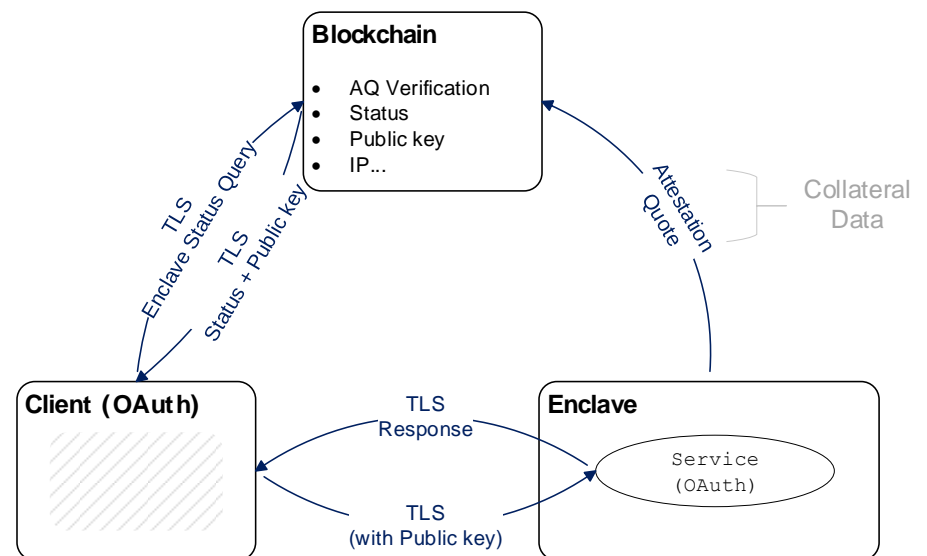 Blockchain
• AQ Verification
• Status
• Public key
• IP...
TLS
Enclave Status Query
TLS
Status + Public key
Attestation
Quote
Collateral
Data
Client (OAuth)
Enclave
TLS
Response
Service
(OAuth)
TLS
(with Public key)